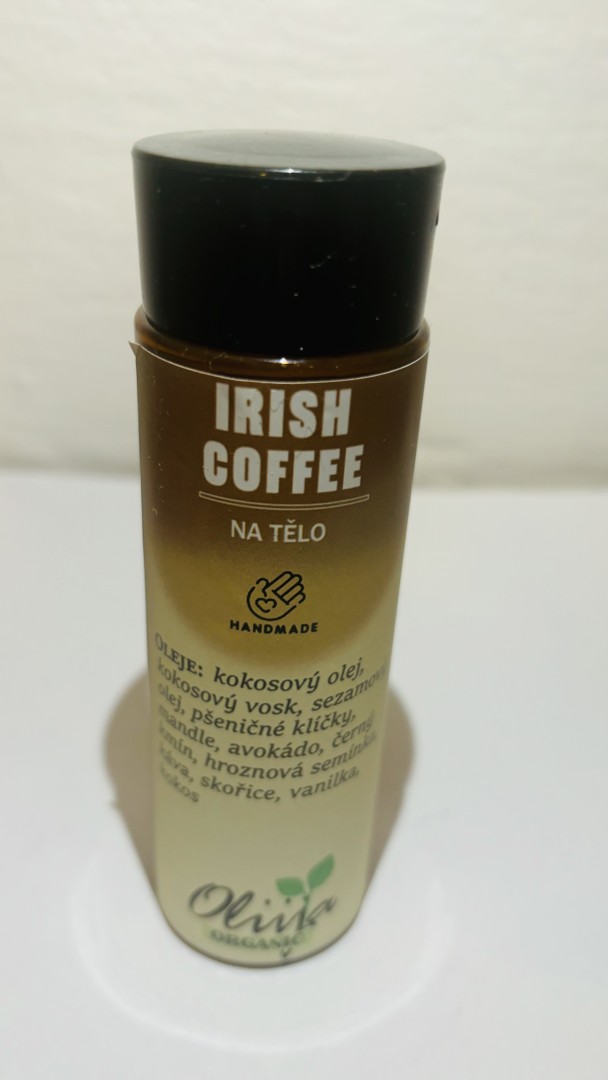 IRISH
COFFEE
NA TĚLO
HANDMADE
OLEJE: kokosový olej,
kokosový vosk, sezamový
olej, pšeničné klíčky,
mandle, avokádo, černý
kmín, hroznová semínka,
káva, skořice, vanilka,
kokos
Oliija
ORGANIC